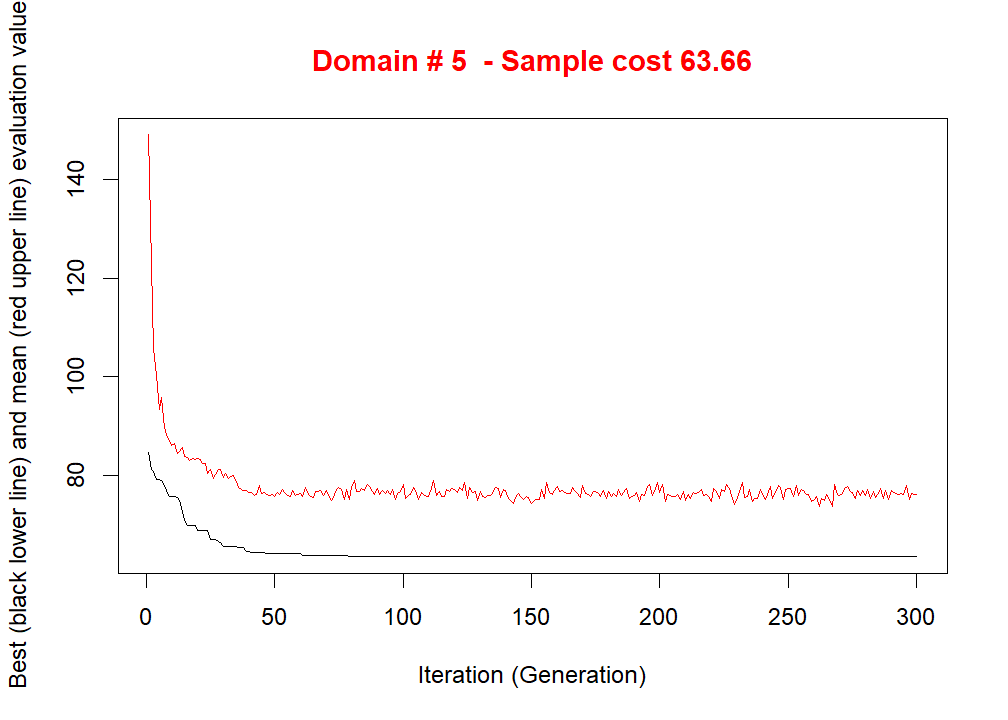 Domain # 5  - Sample cost 63.66
Best (black lower line) and mean (red upper line) evaluation value
140
120
100
80
0 50 100 150 200 250 300
Iteration (Generation)